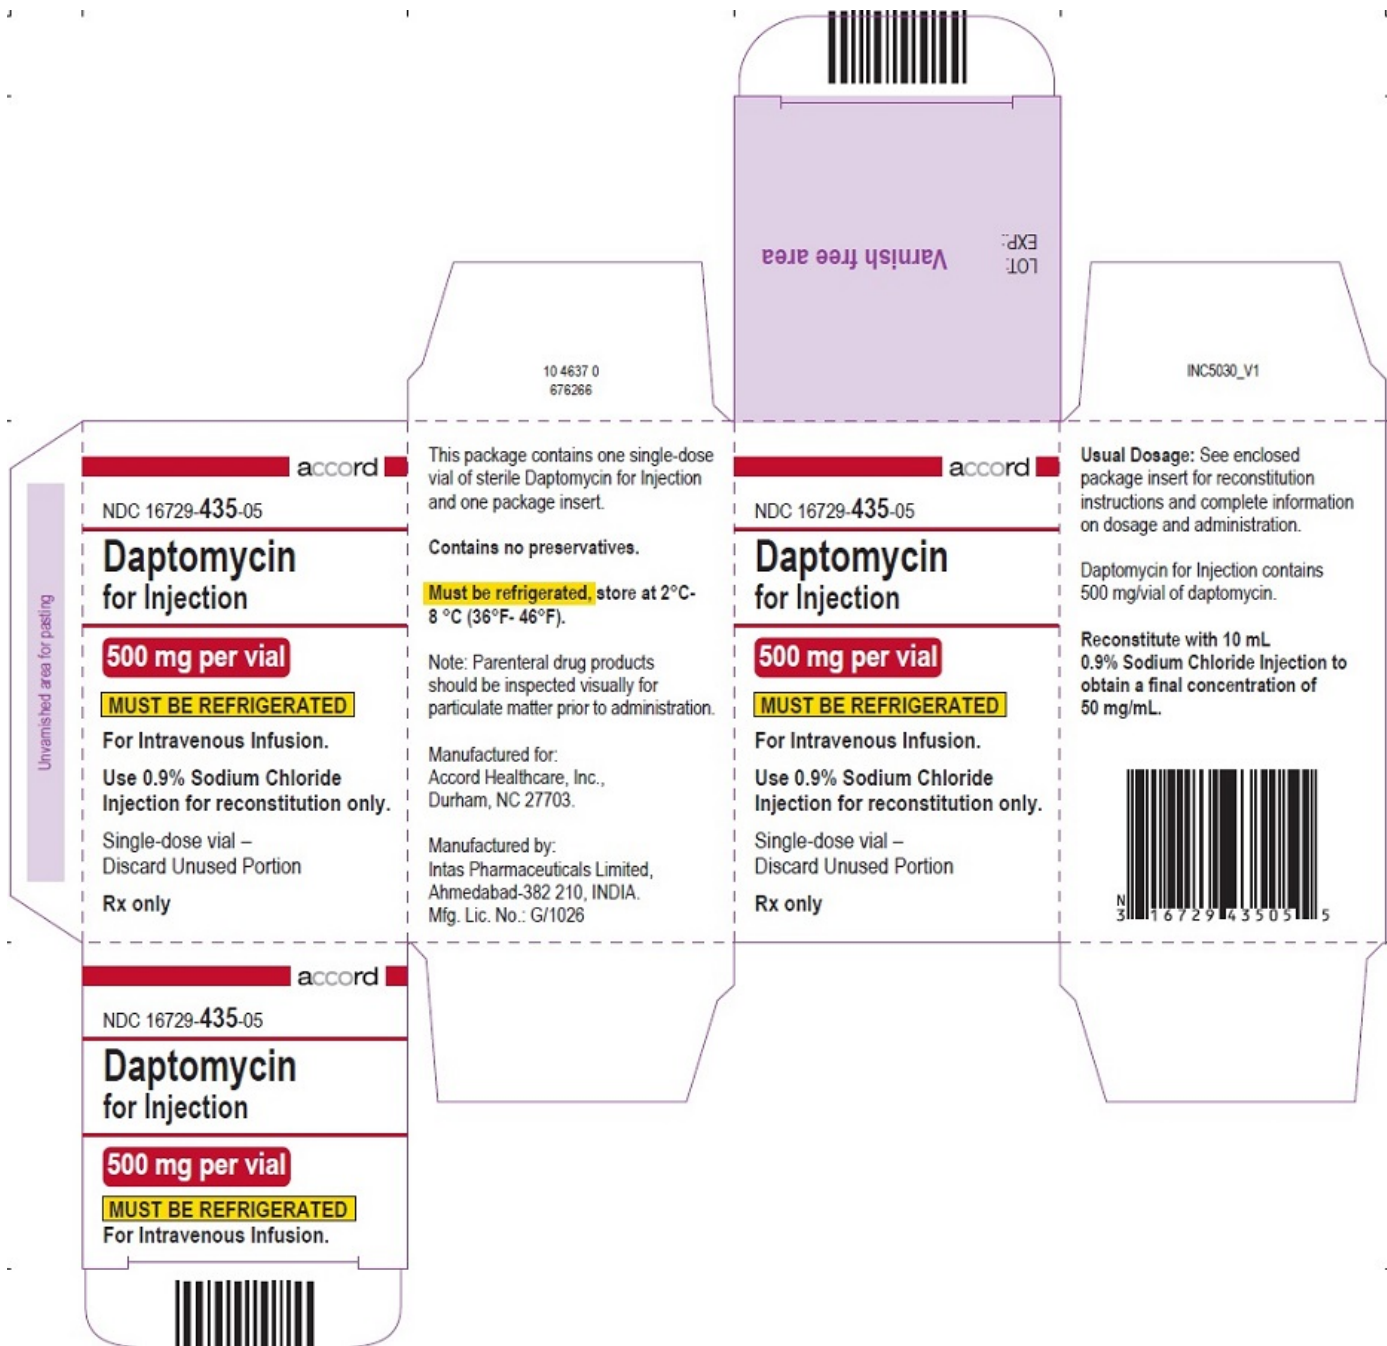 Varnish free area
LOT:
EXP:
10 4637 0
676266
INC5030_V1
Unvarnished area for pasting
accord
NDC 16729-435-05
Daptomycin
for Injection
500 mg per vial
MUST BE REFRIGERATED
For Intravenous Infusion.
Use 0.9% Sodium Chloride
Injection for reconstitution only.
Single-dose vial –
Discard Unused Portion
Rx only
This package contains one single-dose
vial of sterile Daptomycin for Injection
and one package insert.
Contains no preservatives.
Must be refrigerated, store at 2°C-
8 °C (36°F- 46°F).
Note: Parenteral drug products
should be inspected visually for
particulate matter prior to administration.
Manufactured for:
Accord Healthcare, Inc.,
Durham, NC 27703.
Manufactured by:
Intas Pharmaceuticals Limited,
Ahmedabad-382 210, INDIA.
Mfg. Lic. No.: G/1026
accord
NDC 16729-435-05
Daptomycin
for Injection
500 mg per vial
MUST BE REFRIGERATED
For Intravenous Infusion.
Use 0.9% Sodium Chloride
Injection for reconstitution only.
Single-dose vial –
Discard Unused Portion
Rx only
Usual Dosage: See enclosed
package insert for reconstitution
instructions and complete information
on dosage and administration.
Daptomycin for Injection contains
500 mg/vial of daptomycin.
Reconstitute with 10 mL
0.9% Sodium Chloride Injection to
obtain a final concentration of
50 mg/mL.
N
3 16729 43505 5
accord
NDC 16729-435-05
Daptomycin
for Injection
500 mg per vial
MUST BE REFRIGERATED
For Intravenous Infusion.